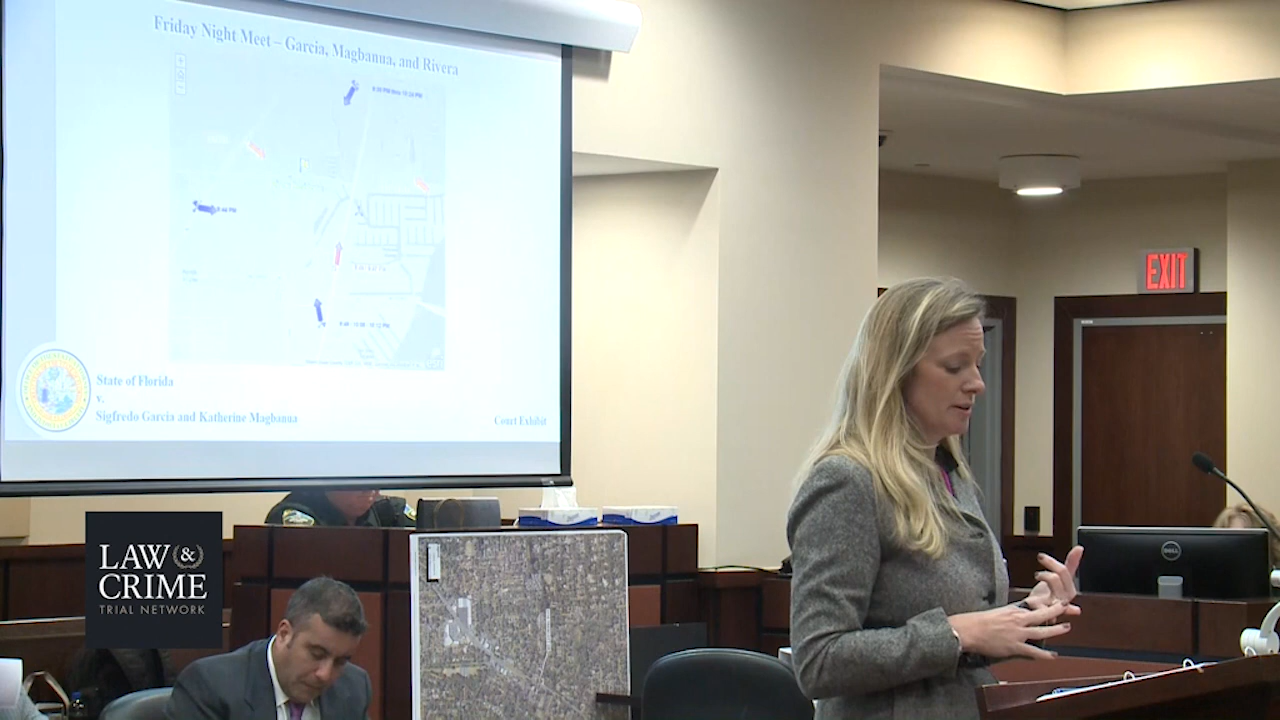 Friday Night Meet – Garcia, Magbanua, and Rivera
State of Florida
v.
Sigfredo Garcia and Katherine Magbanua
Court Exhibit
LAW &
CRIME
TRIAL NETWORK
EXIT
DELL